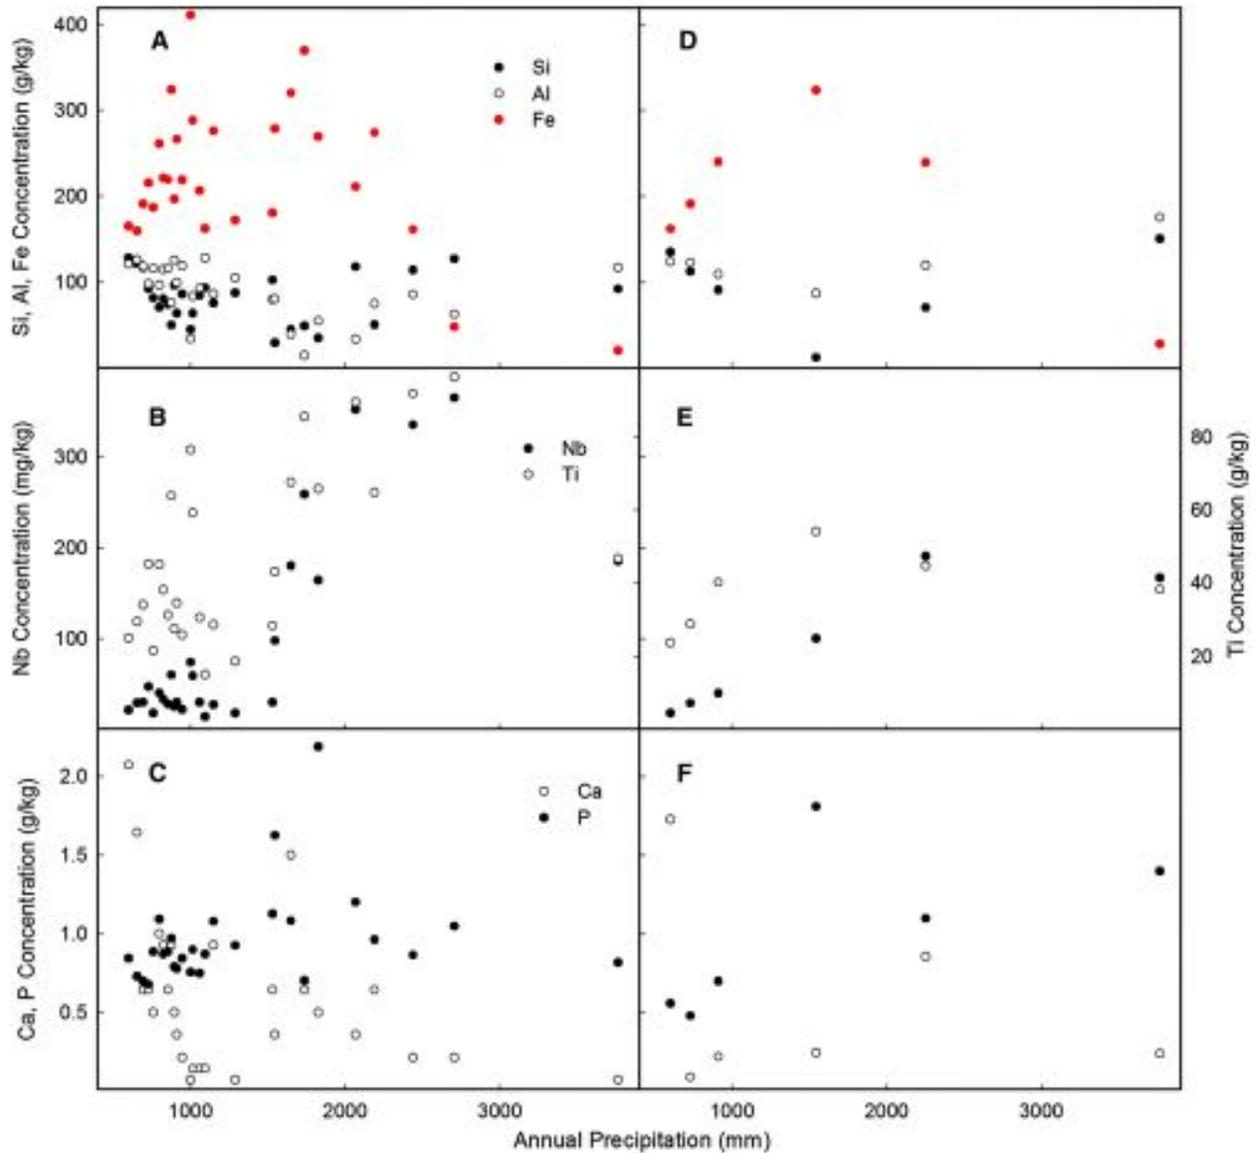 A
D
Si
Al
Fe
400
300
200
100
Si, Al, Fe Concentration (g/kg)
B
E
Nb
Ti
300
200
100
Nb Concentration (mg/kg)
80
60
40
20
Ti Concentration (g/kg)
C
F
Ca
P
2.0
1.5
1.0
0.5
Ca, P Concentration (g/kg)
1000 2000 3000 1000 2000 3000
Annual Precipitation (mm)